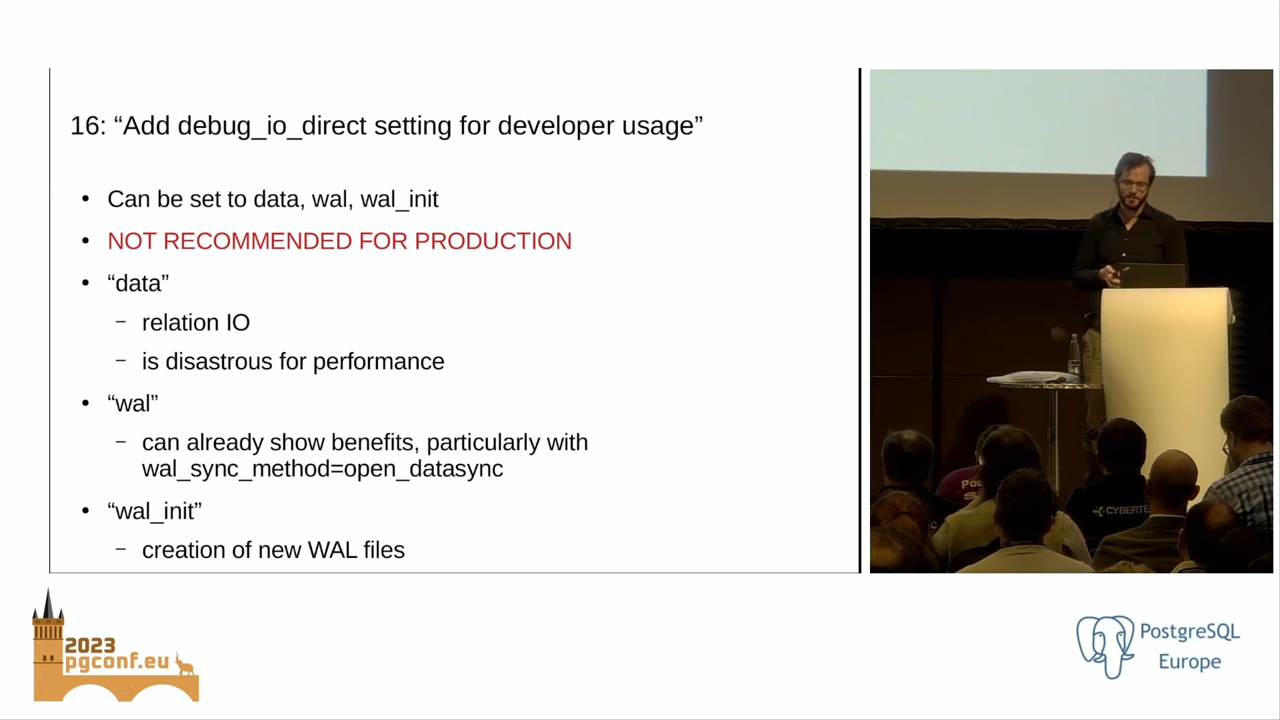 16: “Add debug_io_direct setting for developer usage”
• Can be set to data, wal, wal_init
• NOT RECOMMENDED FOR PRODUCTION
• “data”
– relation IO
– is disastrous for performance
• “wal”
– can already show benefits, particularly with
wal_sync_method=open_datasync
• “wal_init”
– creation of new WAL files
2023
pgconf.eu
PostgreSQL
Europe